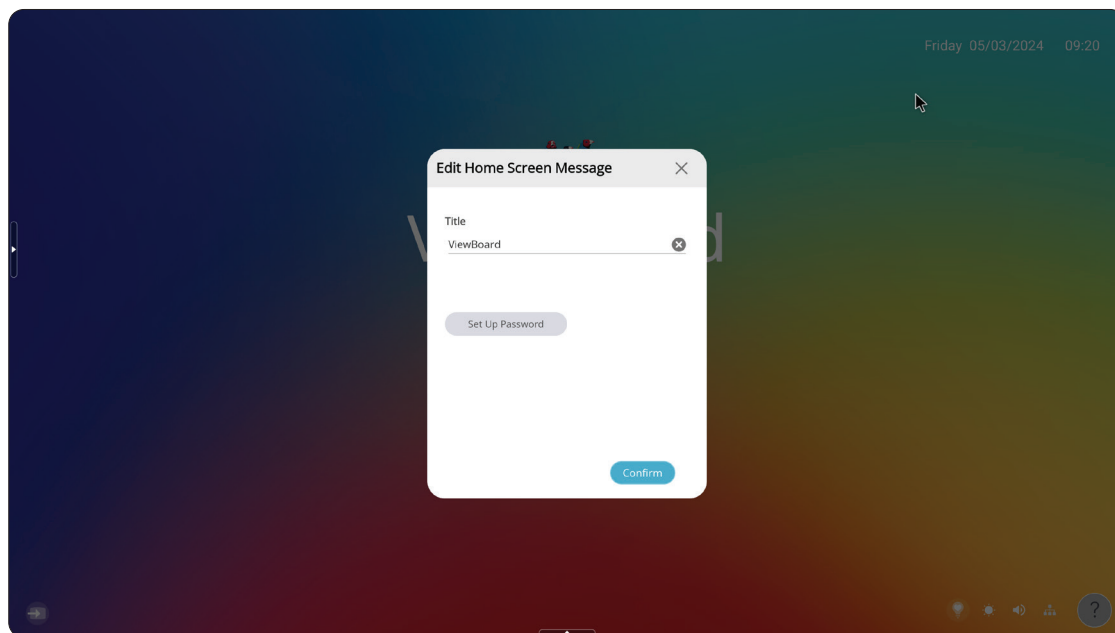 Friday 05/03/2024 09:20
Edit Home Screen Message
Title
ViewBoard
Set Up Password
Confirm
?